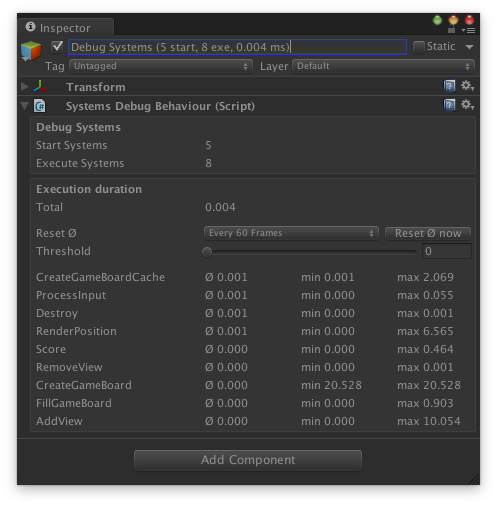 Inspector
Debug Systems (5 start, 8 exe, 0.004 ms) Static
Tag Untagged Layer Default
Transform
Systems Debug Behaviour (Script)
Debug Systems
Start Systems 5
Execute Systems 8
Execution duration
Total 0.004
Reset Ø Every 60 Frames Reset Ø now
Threshold 0
CreateGameBoardCache Ø 0.001 min 0.001 max 2.069
ProcessInput Ø 0.001 min 0.000 max 0.055
Destroy Ø 0.001 min 0.000 max 0.001
RenderPosition Ø 0.001 min 0.000 max 6.565
Score Ø 0.000 min 0.000 max 0.464
RemoveView Ø 0.000 min 0.000 max 0.001
CreateGameBoard Ø 0.000 min 20.528 max 20.528
FillGameBoard Ø 0.000 min 0.000 max 0.903
AddView Ø 0.000 min 0.000 max 10.054
Add Component